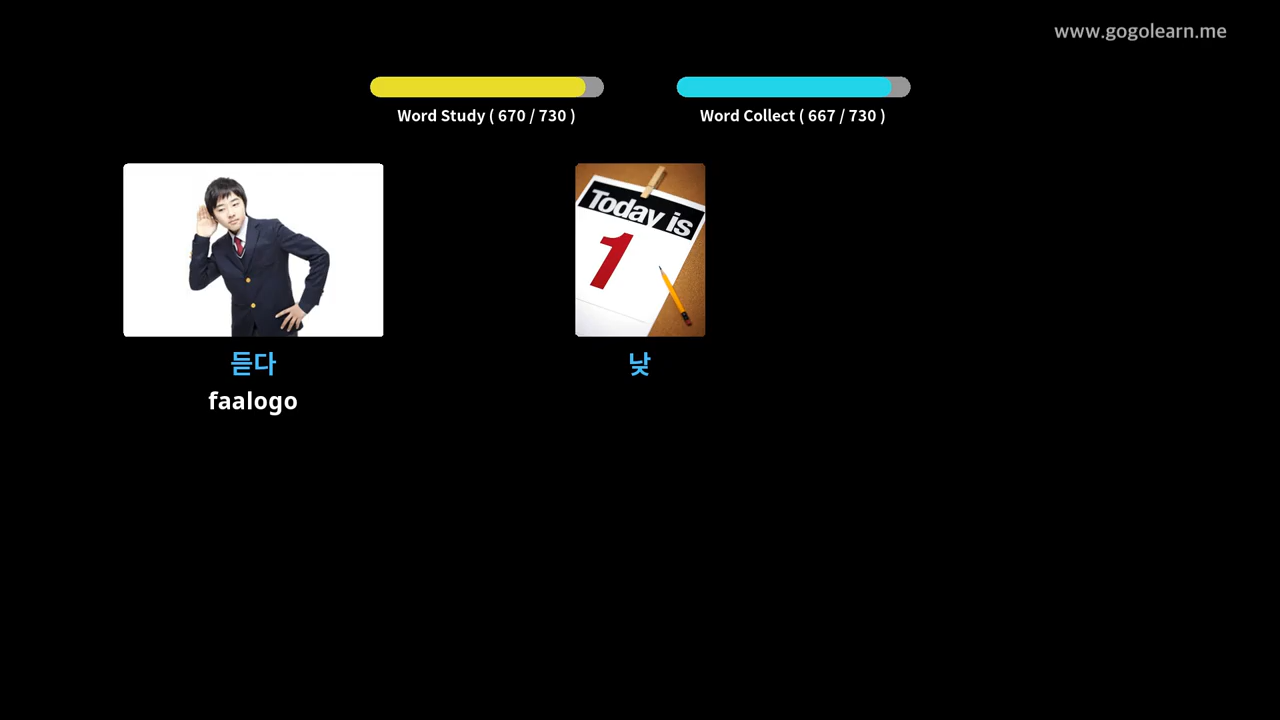 www.gogolearn.me
Word Study ( 670 / 730 )
Word Collect ( 667 / 730 )
Today is
1
듣다
낮
faalogo